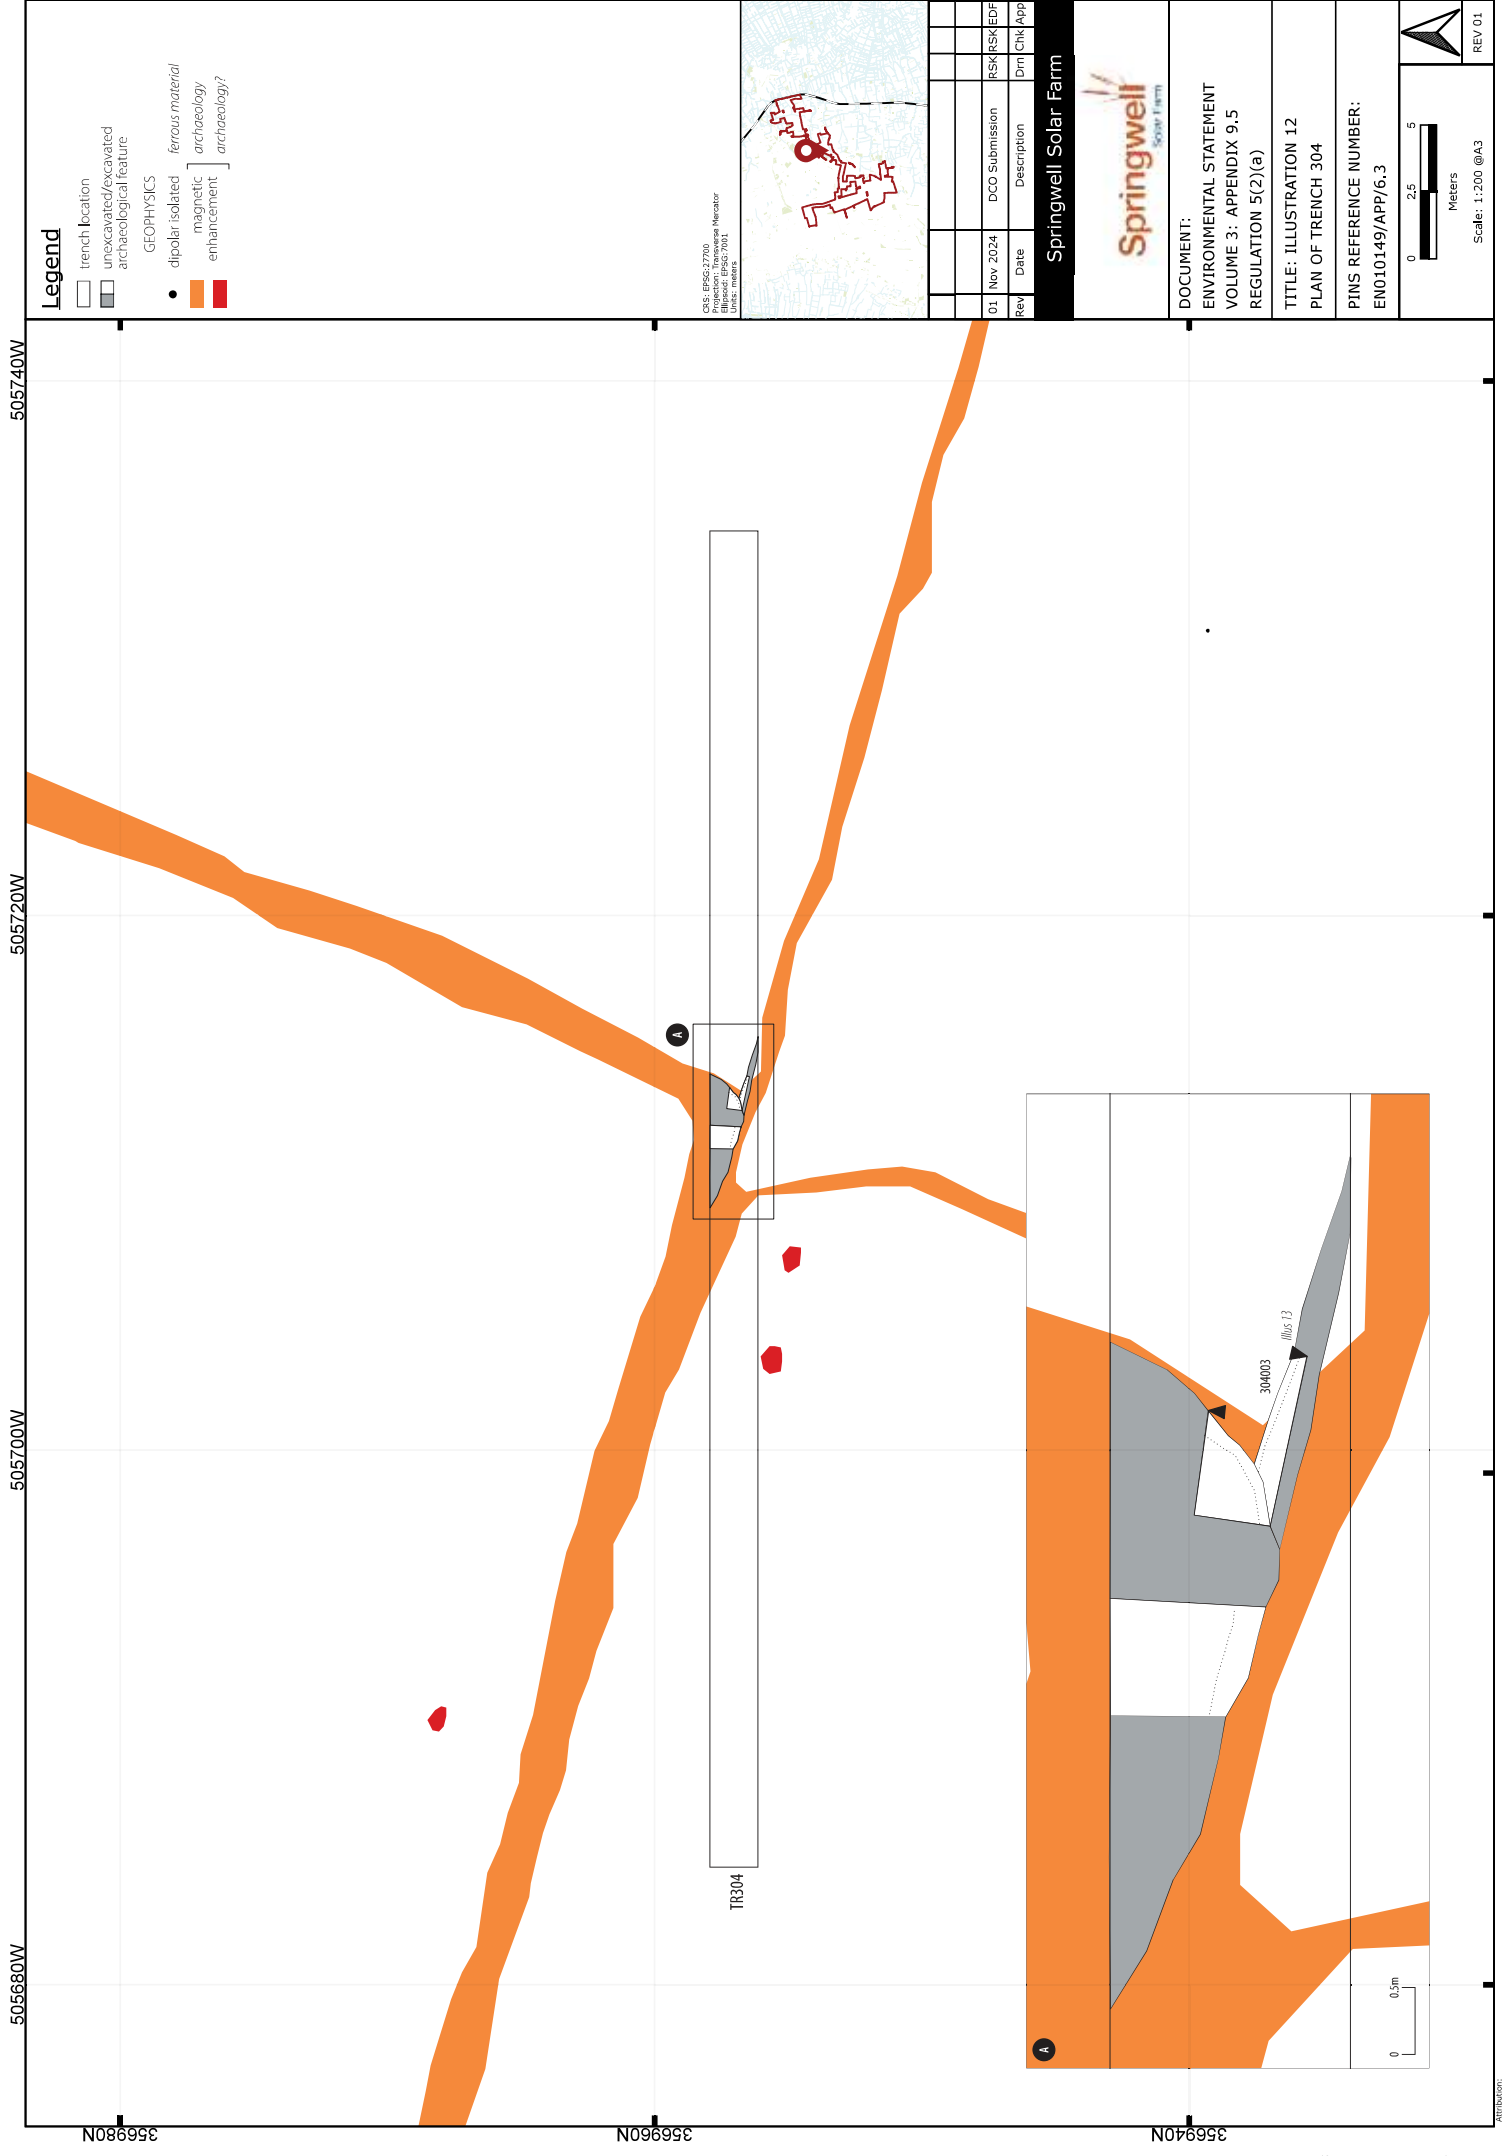 Legend
trench location
unexcavated/excavated
archaeological feature
GEOPHYSICS
dipolar isolated ferrous material
magnetic archaeology
enhancement archaeology?
CRS: EPSG:27700
Projection: Transverse Mercator
Ellipsoid: EPSG:7001
Units: meters
01 Nov 2024 DCO Submission RSK RSK EDF
Rev Date Description Drn Chk App
Springwell Solar Farm
Springwell
Solar Farm
DOCUMENT:
ENVIRONMENTAL STATEMENT
VOLUME 3: APPENDIX 9.5
REGULATION 5(2)(a)
TITLE: ILLUSTRATION 12
PLAN OF TRENCH 304
PINS REFERENCE NUMBER:
EN010149/APP/6.3
0 2.5 5
Meters
Scale: 1:200 @A3
REV 01
505680W
505700W
505720W
505740W
356980N
356960N
356940N
TR304
A
A
304003
Illus 13
0 0.5m
Attribution: